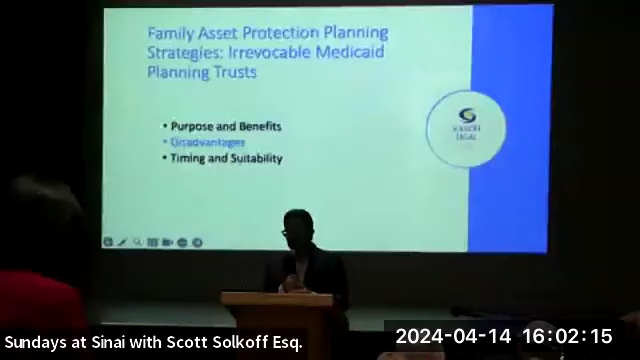 Family Asset Protection Planning
Strategies: Irrevocable Medicaid
Planning Trusts
• Purpose and Benefits
• Disadvantages
• Timing and Suitability
LEGAL
Sundays at Sinai with Scott Solkoff Esq.
2024-04-14 16:02:15